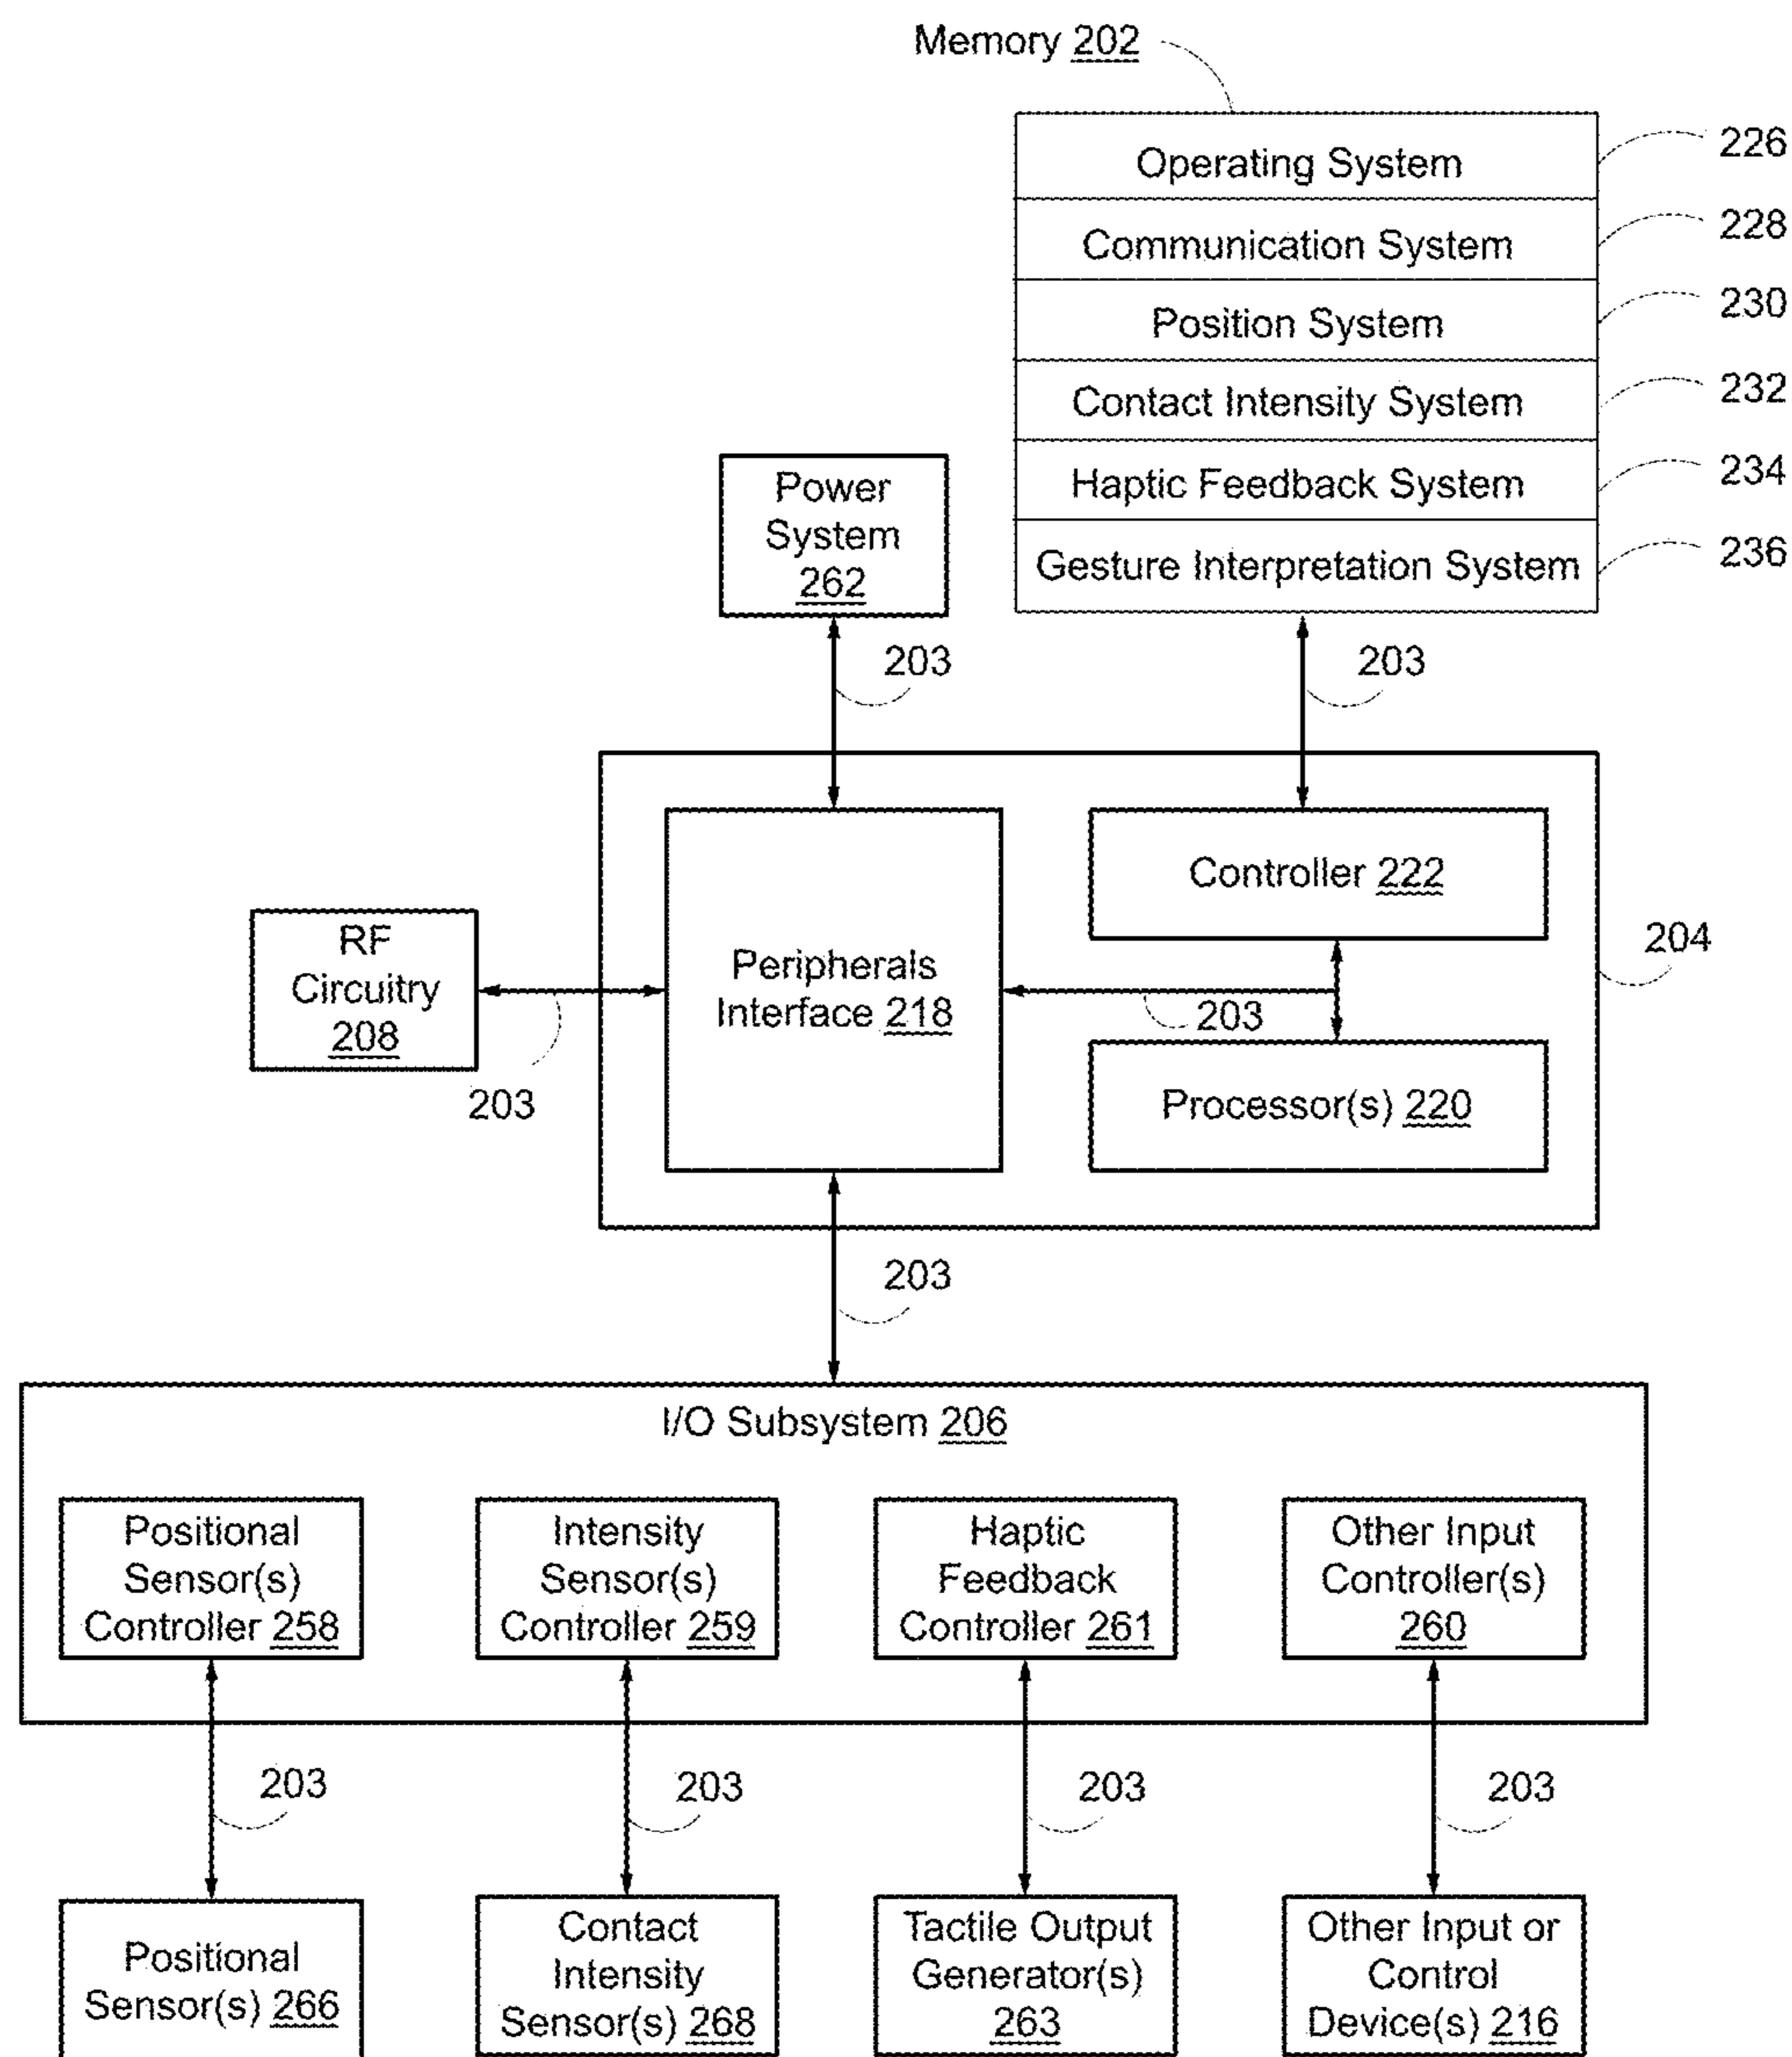 Memory 202
Operating System
226
Communication System
228
Position System
230
Contact Intensity System
232
Haptic Feedback System
234
Gesture Interpretation System
236
Power
System
262
203
203
Controller 222
204
RF
Circuitry
208
203
Peripherals
Interface 218
203
Processor(s) 220
203
I/O Subsystem 206
Positional
Sensor(s)
Controller 258
Intensity
Sensor(s)
Controller 259
Haptic
Feedback
Controller 261
Other Input
Controller(s)
260
203
203
203
203
Positional
Sensor(s) 266
Contact
Intensity
Sensor(s) 268
Tactile Output
Generator(s)
263
Other Input or
Control
Device(s) 216